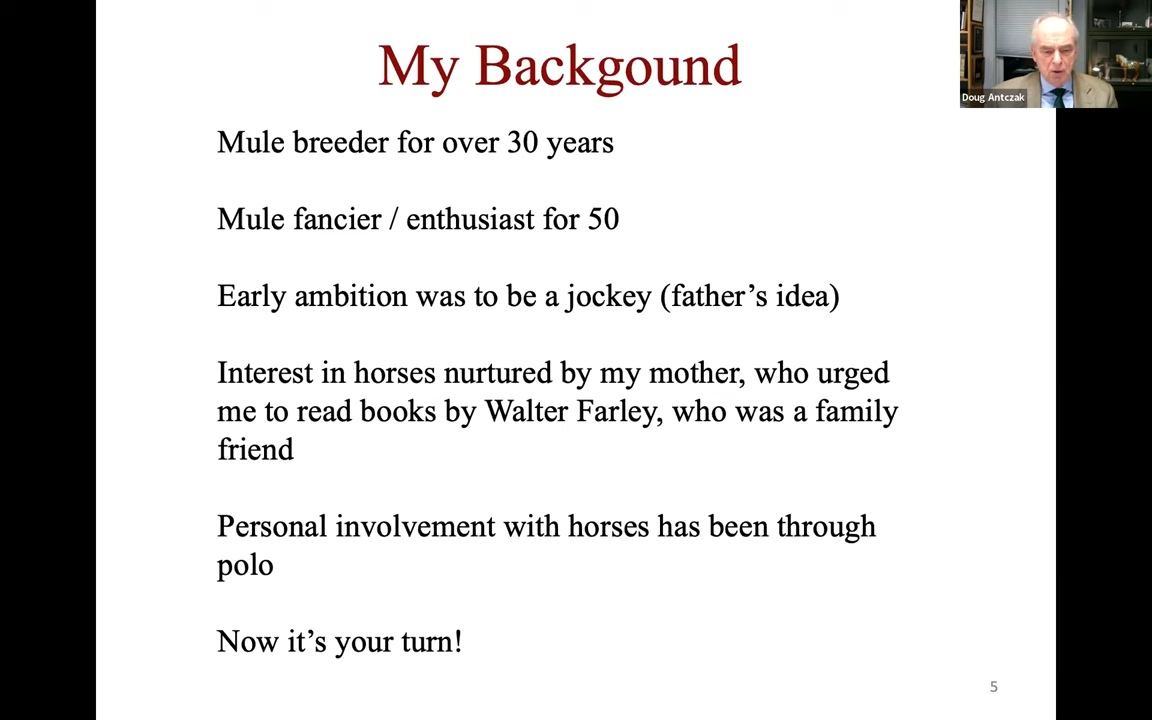 My Backgound
Doug Antczak
Mule breeder for over 30 years
Mule fancier / enthusiast for 50
Early ambition was to be a jockey (father’s idea)
Interest in horses nurtured by my mother, who urged
me to read books by Walter Farley, who was a family
friend
Personal involvement with horses has been through
polo
Now it’s your turn!
5